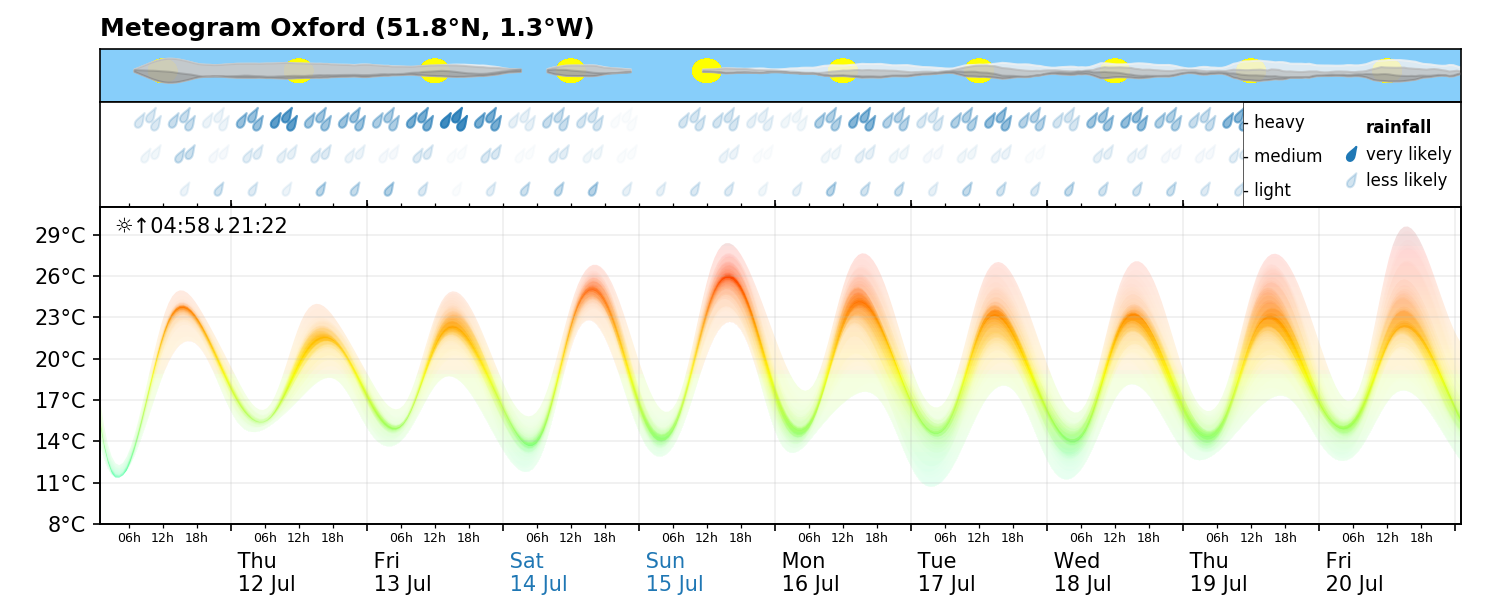 Meteogram Oxford (51.8°N, 1.3°W)
- heavy
- medium
- light
rainfall
very likely
less likely
☼↑04:58↓21:22
29°C
26°C
23°C
20°C
17°C
14°C
11°C
8°C
06h 12h 18h 06h 12h 18h 06h 12h 18h 06h 12h 18h 06h 12h 18h 06h 12h 18h 06h 12h 18h 06h 12h 18h 06h 12h 18h 06h 12h 18h
Thu Fri Sat Sun Mon Tue Wed Thu Fri
12 Jul 13 Jul 14 Jul 15 Jul 16 Jul 17 Jul 18 Jul 19 Jul 20 Jul